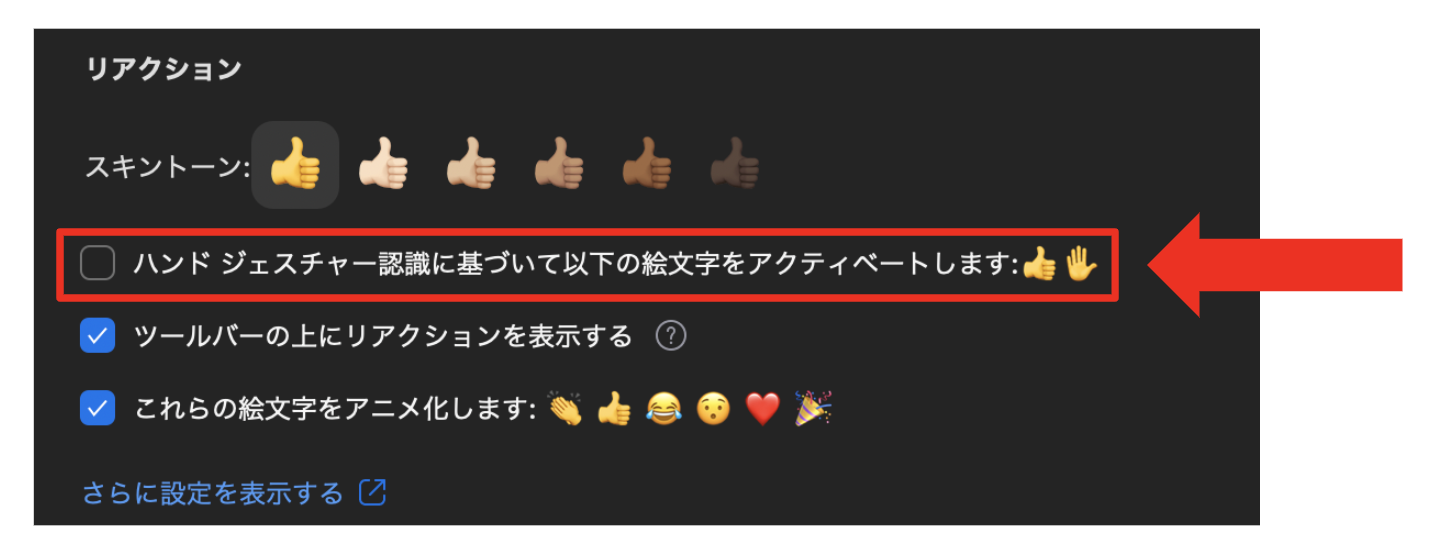 リアクション
スキントーン:
ハンド ジェスチャー認識に基づいて以下の絵文字をアクティベートします:👍✋
ツールバーの上にリアクションを表示する ?
これらの絵文字をアニメ化します: 👏 👍 😂 😯 ❤️ 🎉
さらに設定を表示する